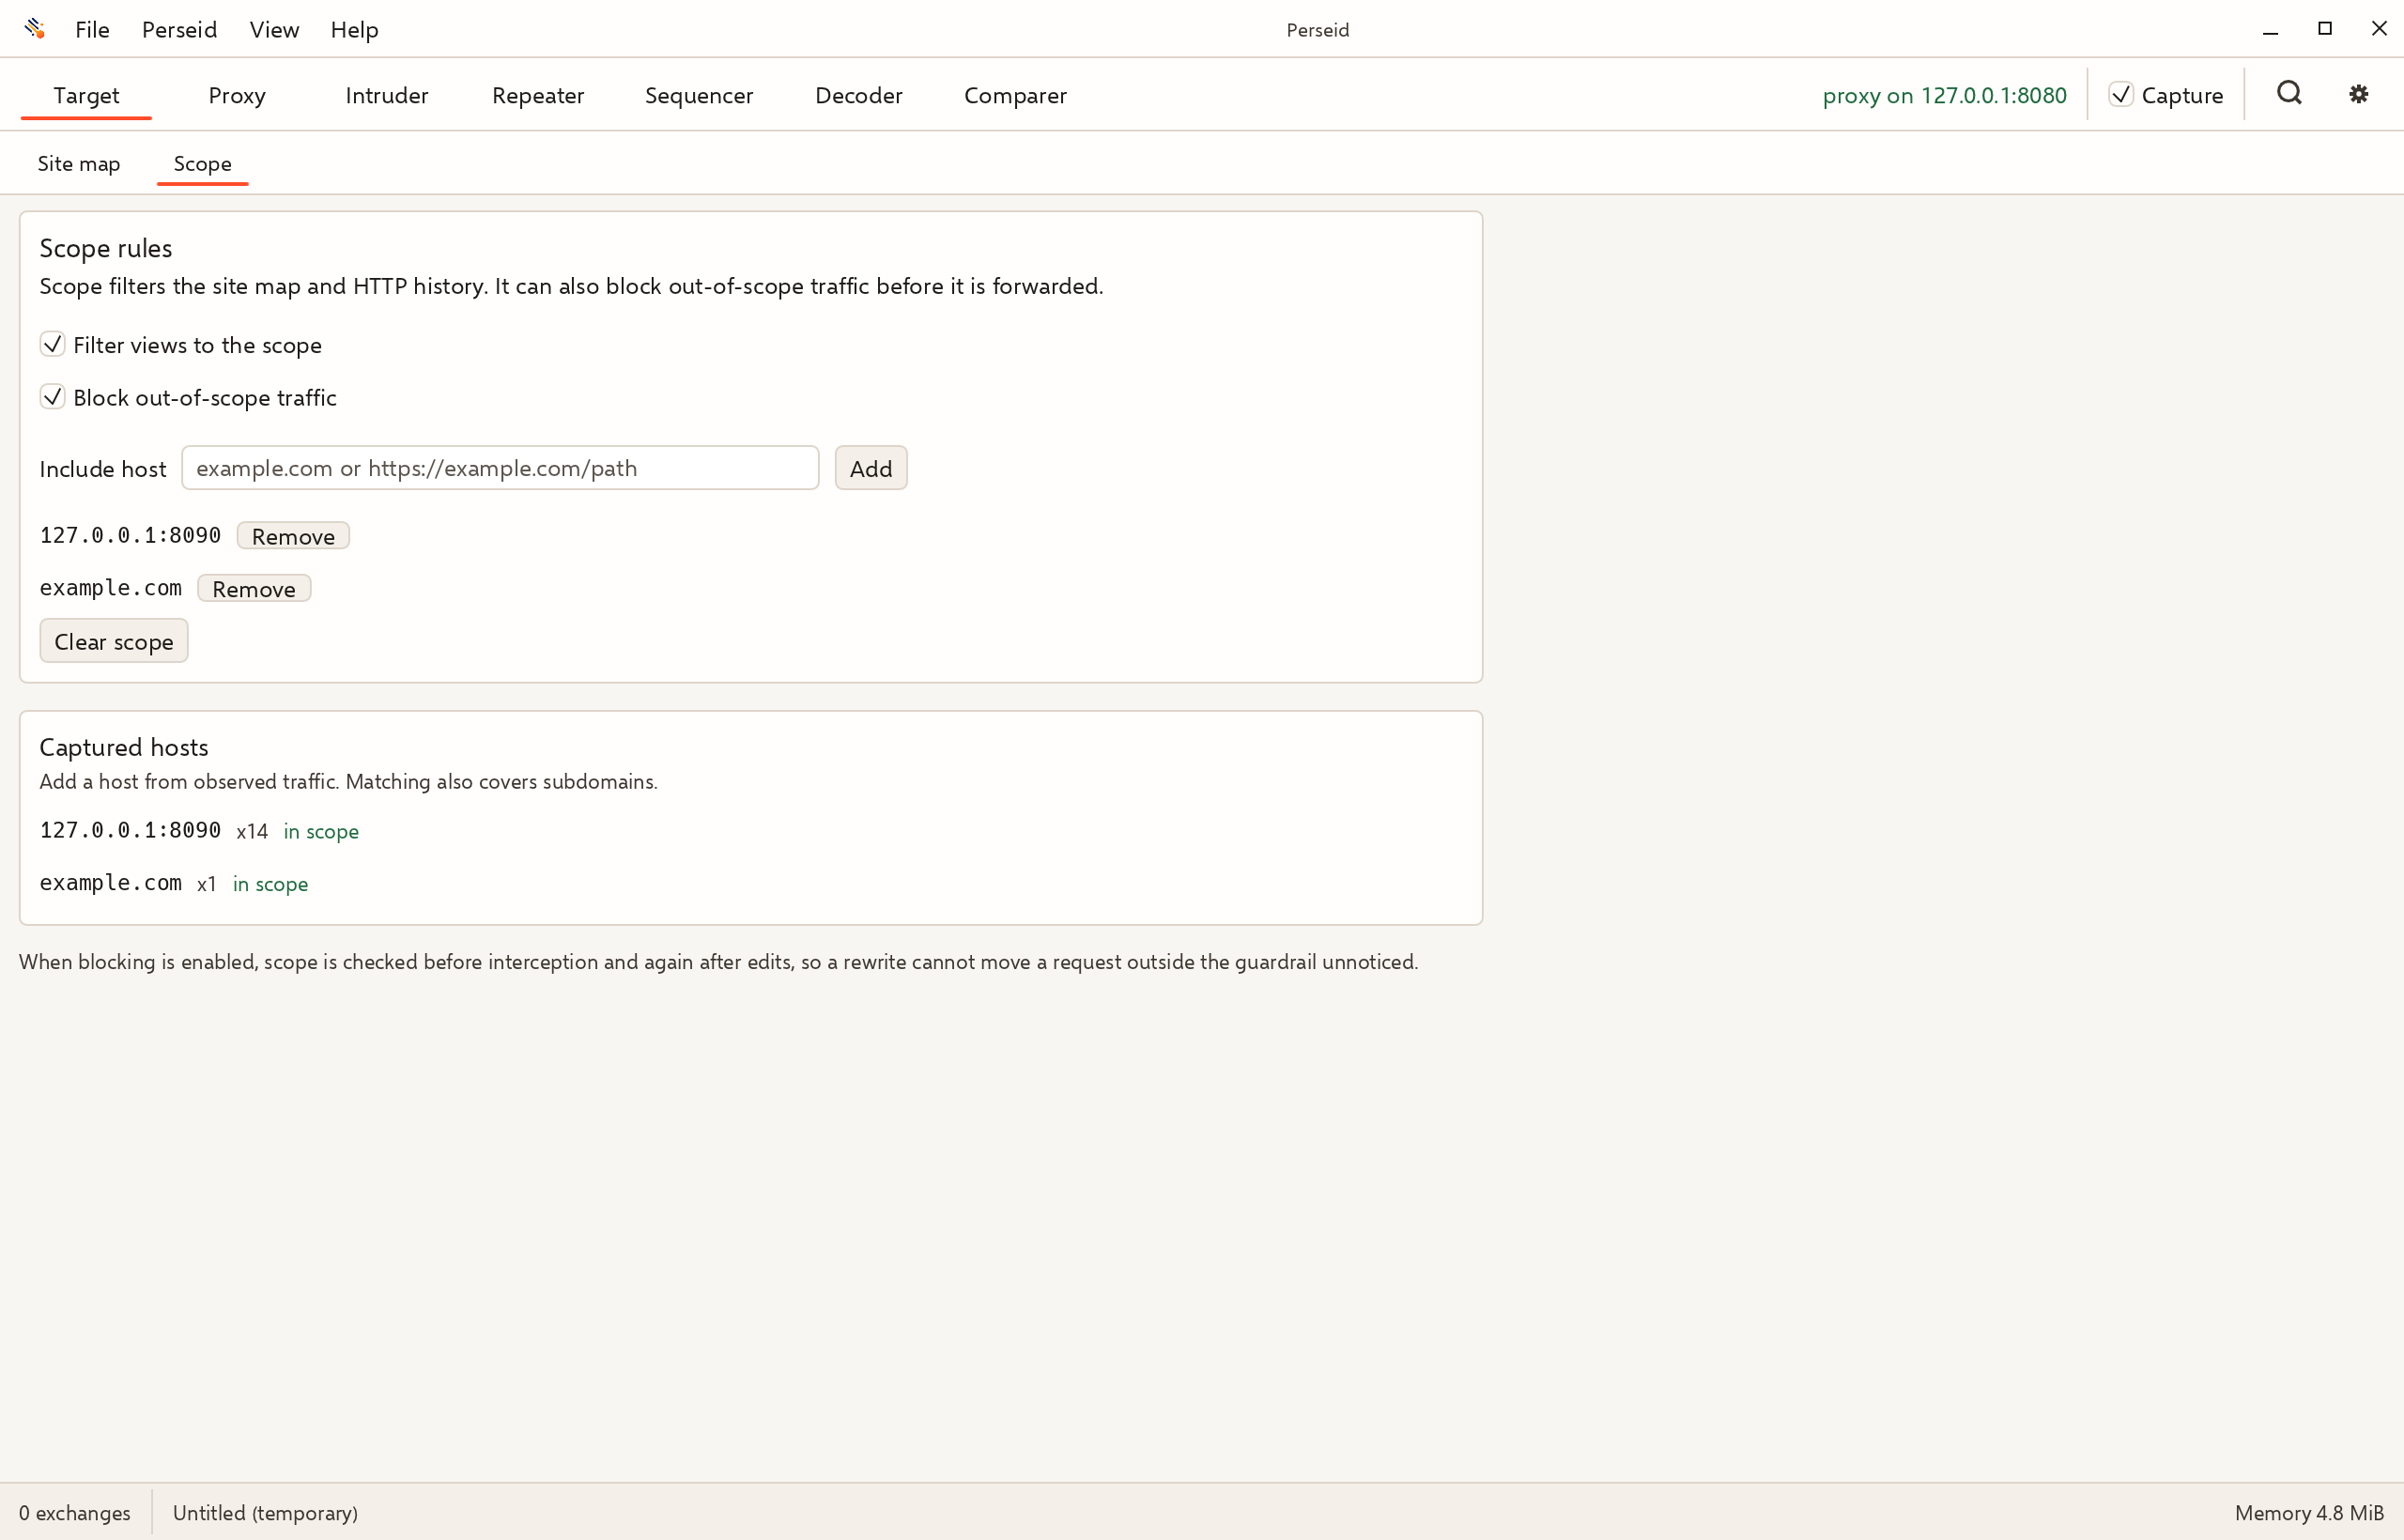 File Perseid View Help Perseid
Target Proxy Intruder Repeater Sequencer Decoder Comparer proxy on 127.0.0.1:8080 Capture
Site map Scope
Scope rules
Scope filters the site map and HTTP history. It can also block out-of-scope traffic before it is forwarded.
Filter views to the scope
Block out-of-scope traffic
Include host example.com or https://example.com/path Add
127.0.0.1:8090 Remove
example.com Remove
Clear scope
Captured hosts
Add a host from observed traffic. Matching also covers subdomains.
127.0.0.1:8090 x14 in scope
example.com x1 in scope
When blocking is enabled, scope is checked before interception and again after edits, so a rewrite cannot move a request outside the guardrail unnoticed.
0 exchanges Untitled (temporary) Memory 4.8 MiB